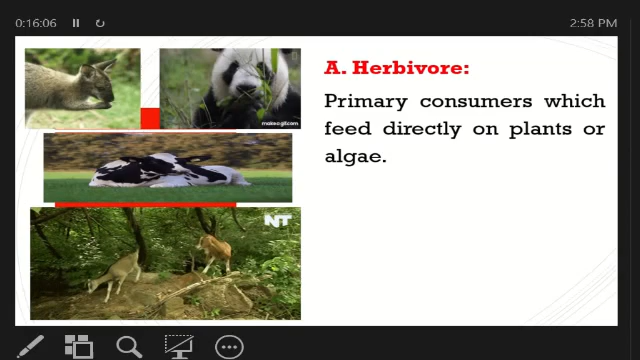 0:16:06
2:58 PM
A. Herbivore:
Primary consumers which
feed directly on plants or
algae.
makeagif.com
NT